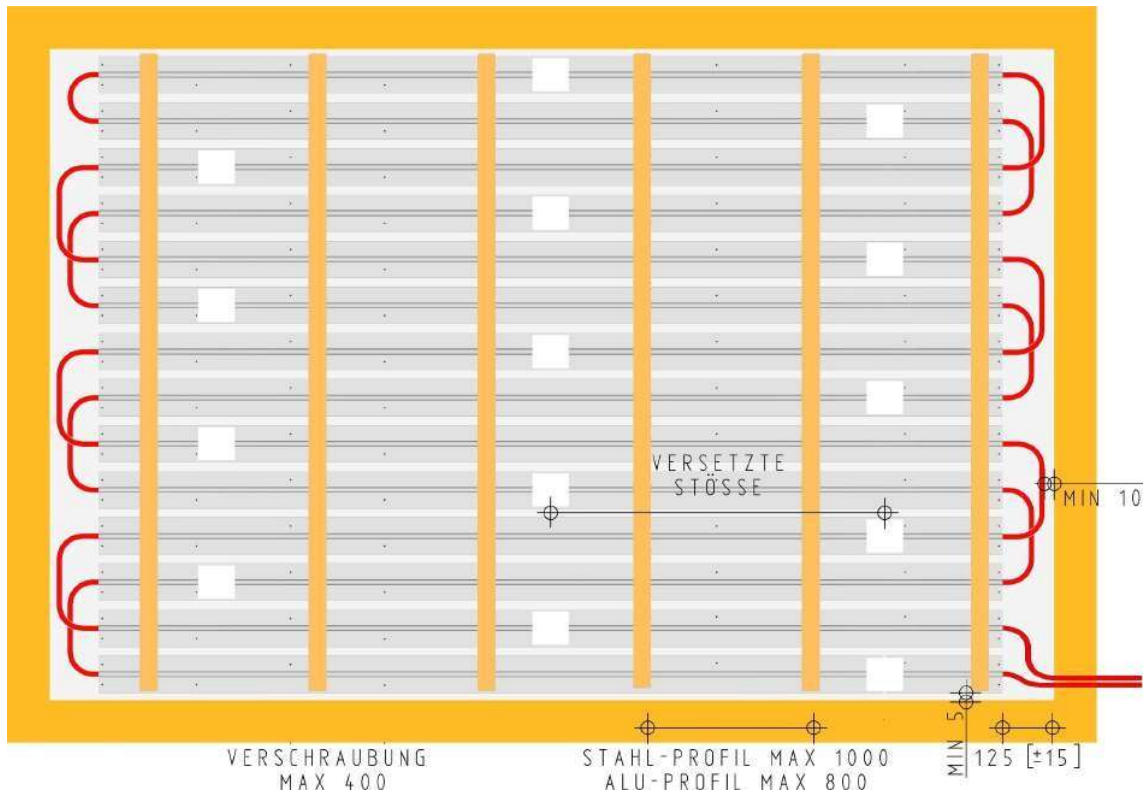 VERSETZTE
STÖSSE
MIN 10
VERSCHRAUBUNG
MAX 400
STAHL-PROFIL MAX 1000
ALU-PROFIL MAX 800
MIN 5
125 [±15]